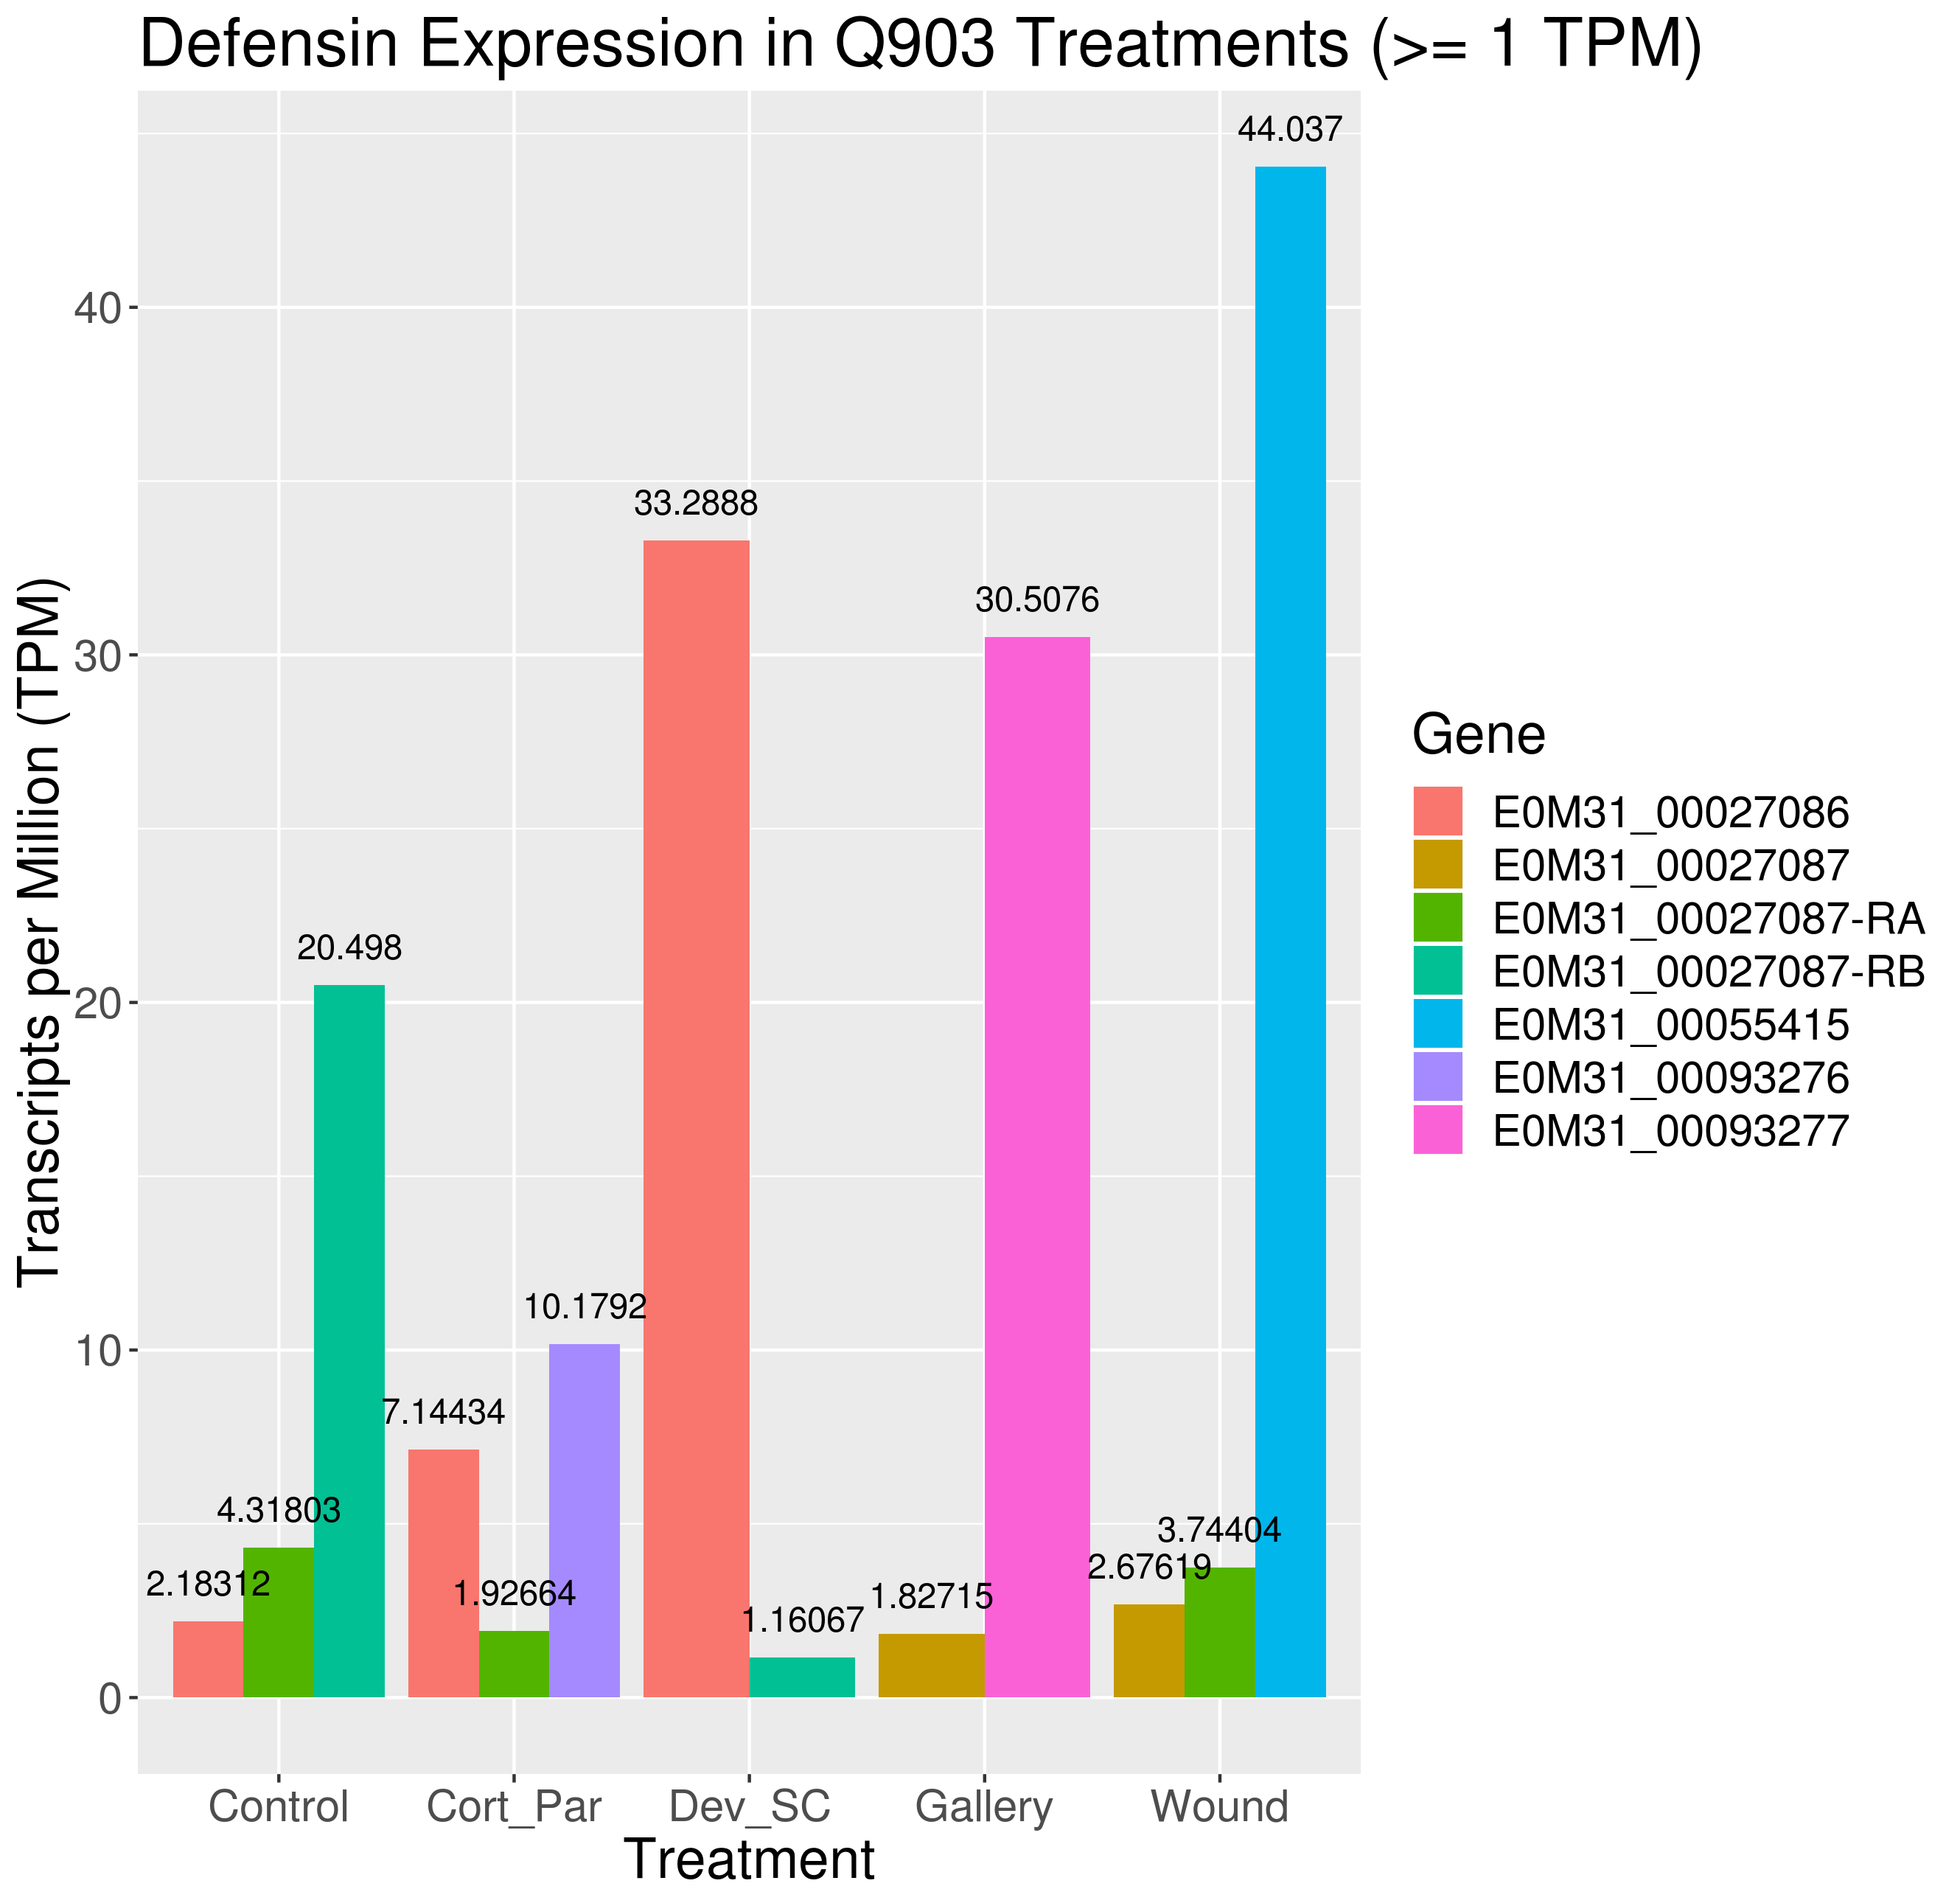 Defensin Expression in Q903 Treatments (>= 1 TPM)
Transcripts per Million (TPM)
40
30
20
10
0
2.18312
4.31803
20.498
7.14434
1.92664
10.1792
33.2888
1.16067
1.82715
30.5076
2.67619
3.74404
44.037
Control
Cort_Par
Dev_SC
Gallery
Wound
Treatment
Gene
E0M31_00027086
E0M31_00027087
E0M31_00027087-RA
E0M31_00027087-RB
E0M31_00055415
E0M31_00093276
E0M31_00093277